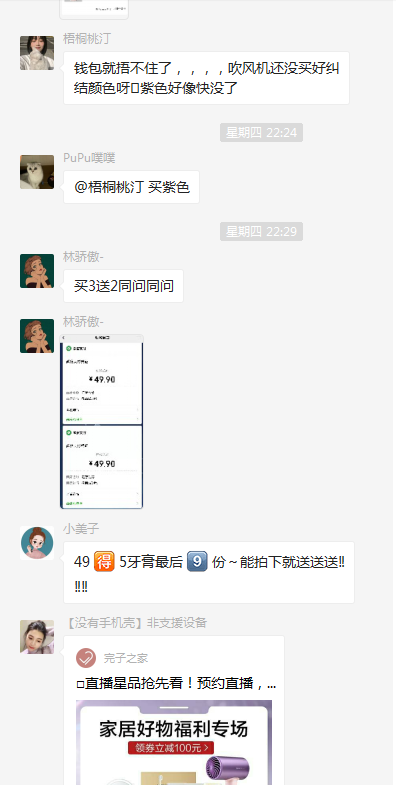 梧桐桃汀
钱包就捂不住了，，，，吹风机还没买好纠
结颜色呀□紫色好像快没了
星期四 22:24
PuPu噗噗
@梧桐桃汀 买紫色
星期四 22:29
林骄傲-
买3送2同问同问
林骄傲-
¥49.90
¥49.90
小美子
49 得 5牙膏最后 9 份～能拍下就送送送!!
!!!!
【没有手机壳】非支援设备
完子之家
□直播星品抢先看！预约直播，...
家居好物福利专场
领券立减100元 ›